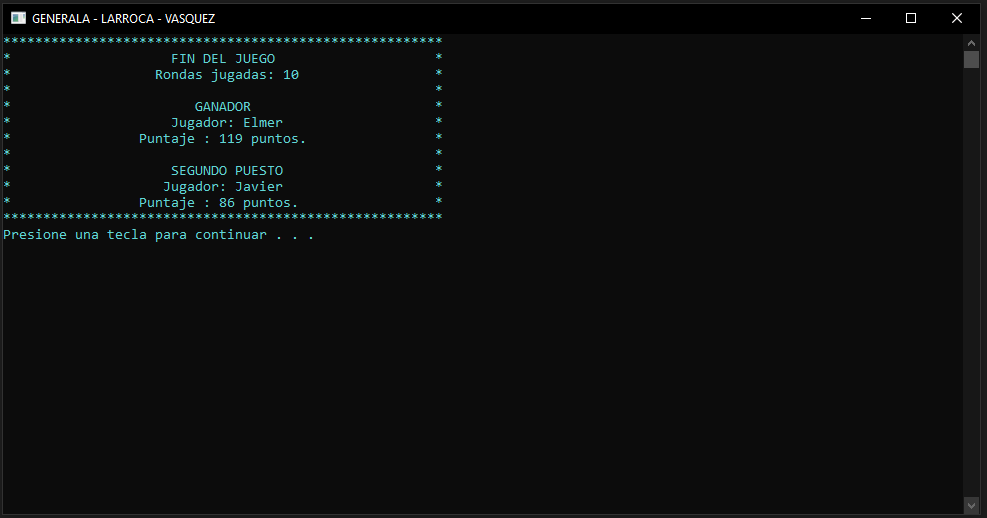 GENERALA - LARROCA - VASQUEZ
*******************************************************
* FIN DEL JUEGO *
* Rondas jugadas: 10 *
* *
* GANADOR *
* Jugador: Elmer *
* Puntaje : 119 puntos. *
* *
* SEGUNDO PUESTO *
* Jugador: Javier *
* Puntaje : 86 puntos. *
*******************************************************
Presione una tecla para continuar . . .